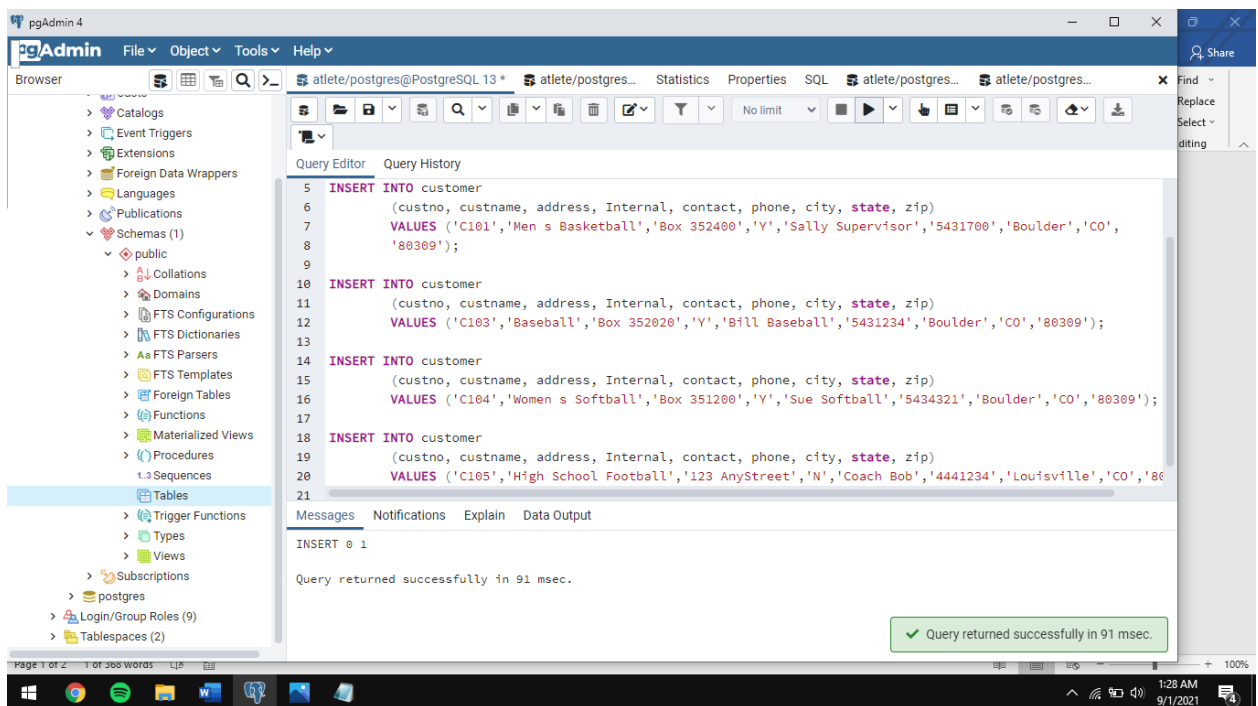 pgAdmin 4
pgAdmin File Object Tools Help
Share
Browser
atlete/postgres@PostgreSQL 13 * atlete/postgres... Statistics Properties SQL atlete/postgres... atlete/postgres...
Find
Replace
Select
diting
No limit
Catalogs
Event Triggers
Extensions
Foreign Data Wrappers
Languages
Publications
Schemas (1)
public
Collations
Domains
FTS Configurations
FTS Dictionaries
Aa FTS Parsers
FTS Templates
Foreign Tables
Functions
Materialized Views
Procedures
1..3 Sequences
Tables
Trigger Functions
Types
Views
Subscriptions
postgres
Login/Group Roles (9)
Tablespaces (2)
Query Editor Query History
5 INSERT INTO customer
6 (custno, custname, address, Internal, contact, phone, city, state, zip)
7 VALUES ('C101','Men s Basketball','Box 352400','Y','Sally Supervisor','5431700','Boulder','CO',
8 '80309');
9
10 INSERT INTO customer
11 (custno, custname, address, Internal, contact, phone, city, state, zip)
12 VALUES ('C103','Baseball','Box 352020','Y','Bill Baseball','5431234','Boulder','CO','80309');
13
14 INSERT INTO customer
15 (custno, custname, address, Internal, contact, phone, city, state, zip)
16 VALUES ('C104','Women s Softball','Box 351200','Y','Sue Softball','5434321','Boulder','CO','80309');
17
18 INSERT INTO customer
19 (custno, custname, address, Internal, contact, phone, city, state, zip)
20 VALUES ('C105','High School Football','123 AnyStreet','N','Coach Bob','4441234','Louisville','CO','80
21
Messages Notifications Explain Data Output
INSERT 0 1
Query returned successfully in 91 msec.
Query returned successfully in 91 msec.
Page 1 of 2 1 of 368 words
100%
1:28 AM
9/1/2021
4